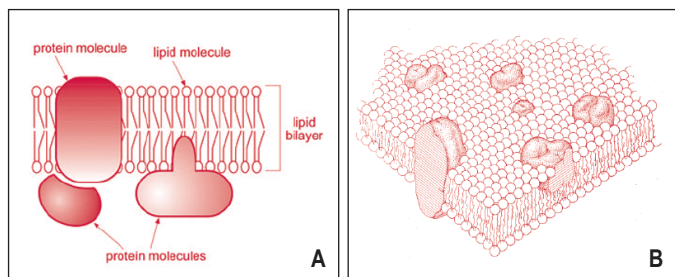 protein molecule
lipid molecule
lipid
bilayer
protein molecules
A
B